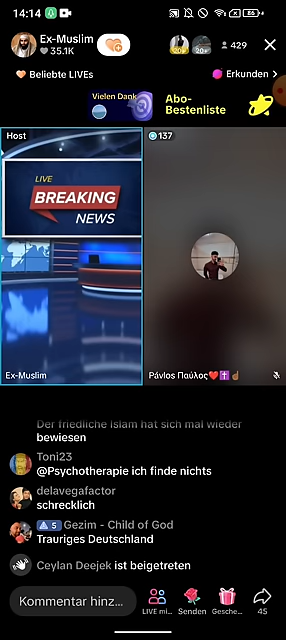 14:14
Ex-Muslim
35.1K
429
Beliebte LIVEs
Erkunden >
Vielen Dank
Abo-
Bestenliste
Host
137
LIVE
BREAKING
NEWS
Ex-Muslim
Pávlos Παύλος❤️✝️☝🏾
Der friedliche Islam hat sich mal wieder
bewiesen
Toni23
@Psychotherapie ich finde nichts
delavegafactor
schrecklich
5 Gezim - Child of God
Trauriges Deutschland
Ceylan Deejek ist beigetreten
Kommentar hinz...
LIVE mi...
Senden
Gesche...
45